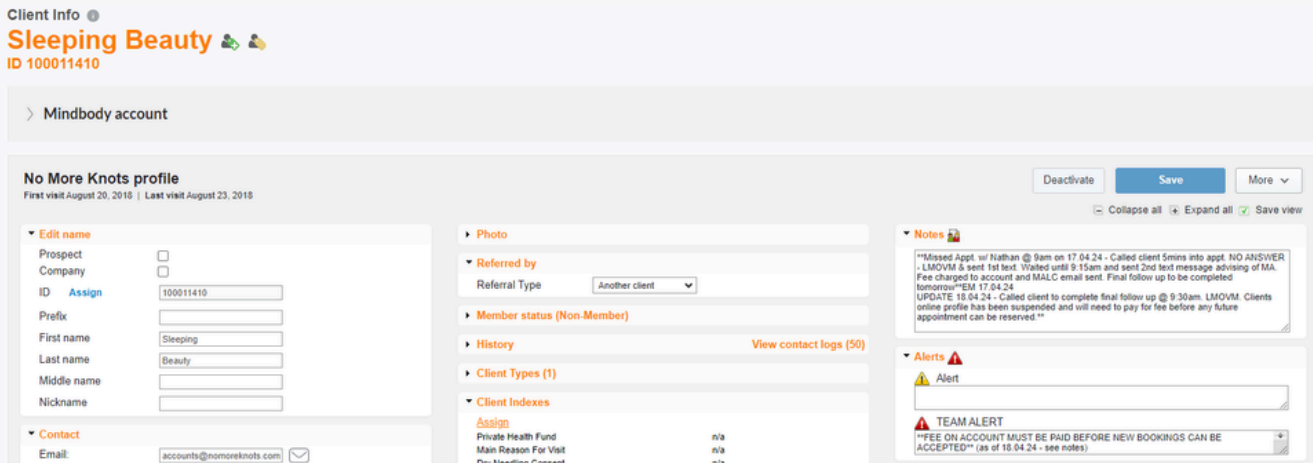 Client Info
Sleeping Beauty
ID 100011410
Mindbody account
No More Knots profile
First visit August 20, 2018 | Last visit August 23, 2018
Deactivate
Save
More
Collapse all
Expand all
Save view
Edit name
Prospect
Company
ID Assign 100011410
Prefix
First name Sleeping
Last name Beauty
Middle name
Nickname
Contact
Email: accounts@nomoreknots.com
Photo
Referred by
Referral Type Another client
Member status (Non-Member)
History View contact logs (50)
Client Types (1)
Client Indexes
Assign
Private Health Fund n/a
Main Reason For Visit n/a
Dry Needling Consent n/a
Notes
**Missed Appt. w/ Nathan @ 9am on 17.04.24 - Called client 5mins into appt. NO ANSWER
- LMOVM & sent 1st text. Waited until 9:15am and sent 2nd text message advising of MA.
Fee charged to account and MALC email sent. Final follow up to be completed
tomorrow**EM 17.04.24
UPDATE 18.04.24 - Called client to complete final follow up @ 9:30am. LMOVM. Clients
online profile has been suspended and will need to pay for fee before any future
appointment can be reserved.**
Alerts
Alert
TEAM ALERT
**FEE ON ACCOUNT MUST BE PAID BEFORE NEW BOOKINGS CAN BE
ACCEPTED** (as of 18.04.24 - see notes)